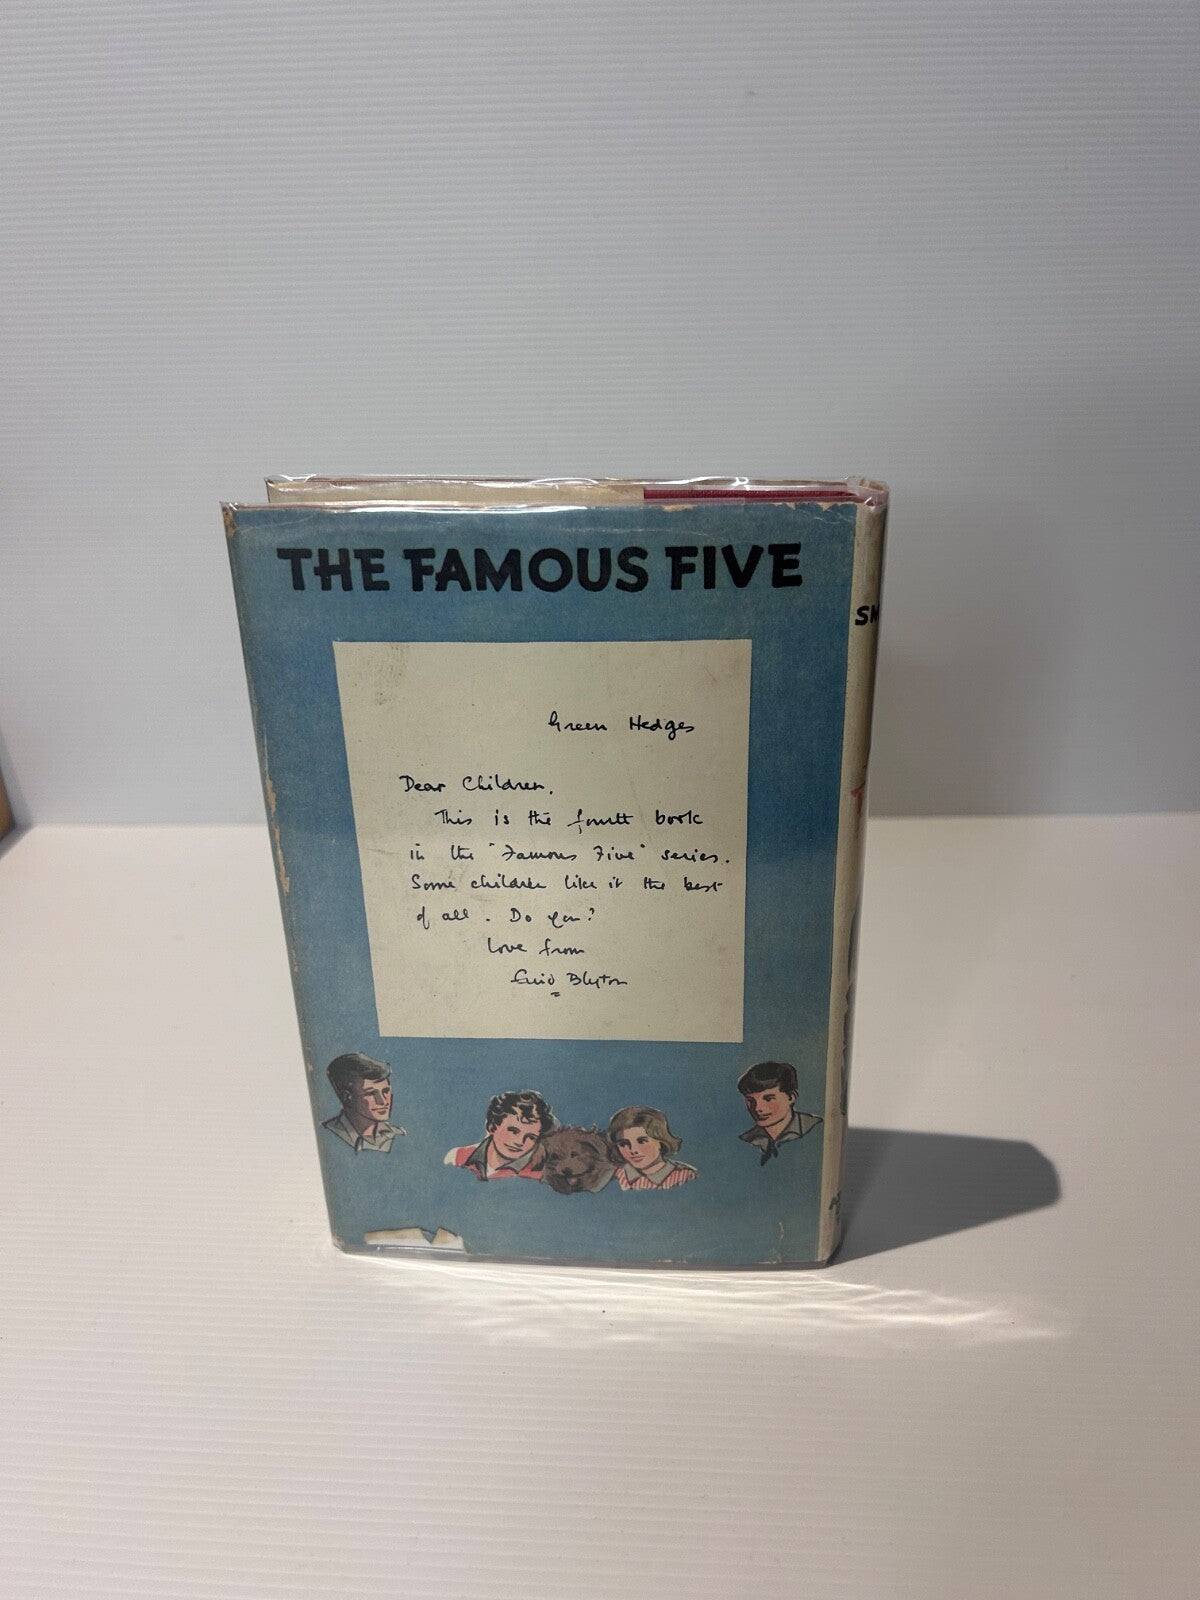 THE FAMOUS FIVE
Green Hedges
Dear Children,
This is the fourth book
in the "Famous Five" series.
Some children like it the best
of all. Do you?
Love from
Enid Blyton
SM